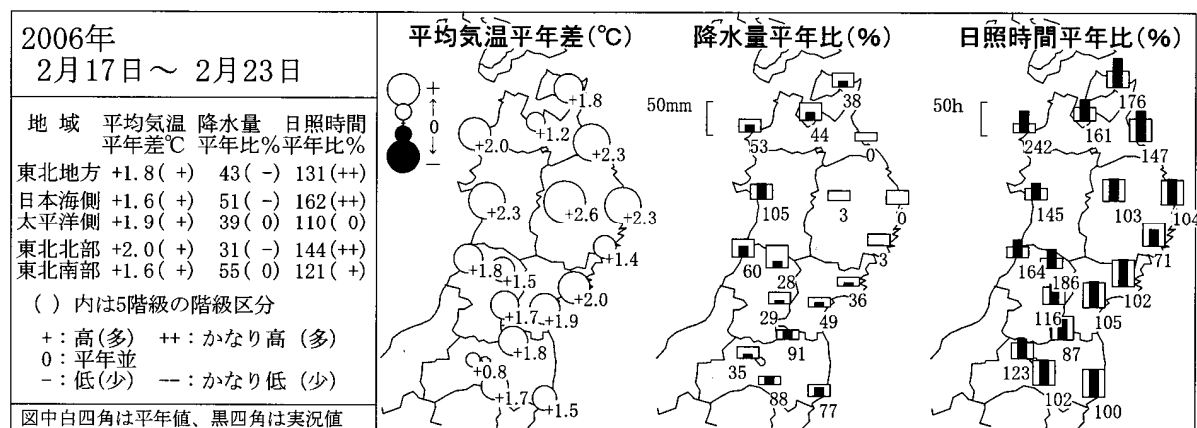 2006年
2月17日～ 2月23日
地 域 平均気温 降水量 日照時間
平年差℃ 平年比% 平年比%
東北地方 +1.8( +) 43( -) 131(++)
日本海側 +1.6( +) 51( -) 162(++)
太平洋側 +1.9( +) 39( 0) 110( 0)
東北北部 +2.0( +) 31( -) 144(++)
東北南部 +1.6( +) 55( 0) 121( +)
( ) 内は5階級の階級区分
+：高(多) ++：かなり高 (多)
0：平年並
-：低(少) --：かなり低 (少)
図中白四角は平年値、黒四角は実況値
平均気温平年差(℃)
+
↑
0
↓
-
+1.8
+1.2
+2.0
+2.3
+2.3
+2.6
+2.3
+1.4
+1.8
+1.5
+2.0
+1.7
+1.9
+1.8
+0.8
+1.7
+1.5
降水量平年比(%)
50mm
38
44
53
0
105
3
0
3
60
28
36
29
49
91
35
88
77
日照時間平年比(%)
50h
176
161
242
147
145
103
104
71
164
186
102
116
105
87
123
102
100